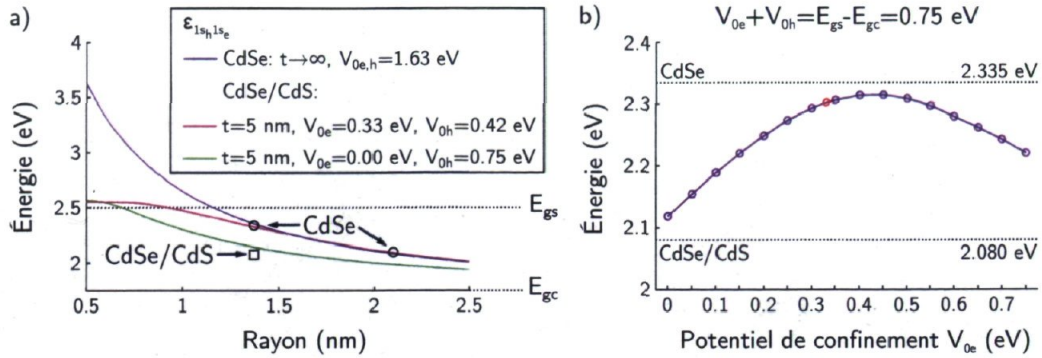 a)
ε1sh1se
CdSe: t→∞, V0e,h=1.63 eV
CdSe/CdS:
t=5 nm, V0e=0.33 eV, V0h=0.42 eV
t=5 nm, V0e=0.00 eV, V0h=0.75 eV
4
3.5
3
2.5
2
Énergie (eV)
Egs
CdSe
CdSe/CdS
Egc
0.5 1 1.5 2 2.5
Rayon (nm)
b)
V0e+V0h=Egs-Egc=0.75 eV
2.4
2.3
2.2
2.1
2
Énergie (eV)
CdSe 2.335 eV
CdSe/CdS 2.080 eV
0 0.1 0.2 0.3 0.4 0.5 0.6 0.7
Potentiel de confinement V0e (eV)